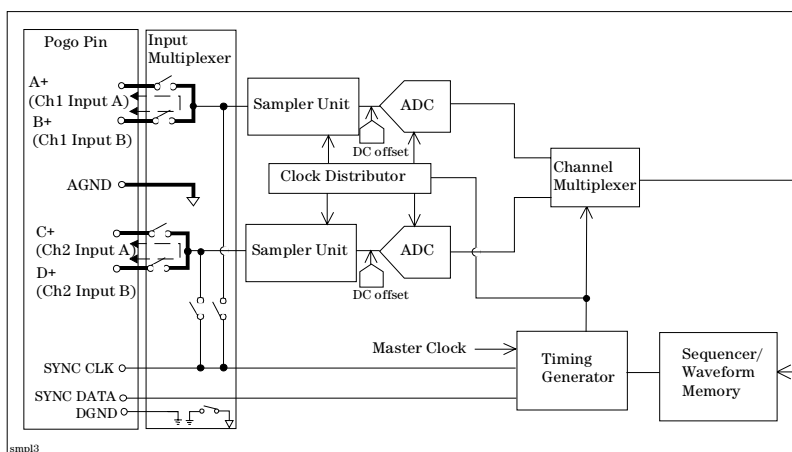 Pogo Pin
Input
Multiplexer
A+
(Ch1 Input A)
B+
(Ch1 Input B)
AGND
C+
(Ch2 Input A)
D+
(Ch2 Input B)
SYNC CLK
SYNC DATA
DGND
Sampler Unit
ADC
DC offset
Clock Distributor
Channel
Multiplexer
Sampler Unit
ADC
DC offset
Master Clock
Timing
Generator
Sequencer/
Waveform
Memory
smpl3